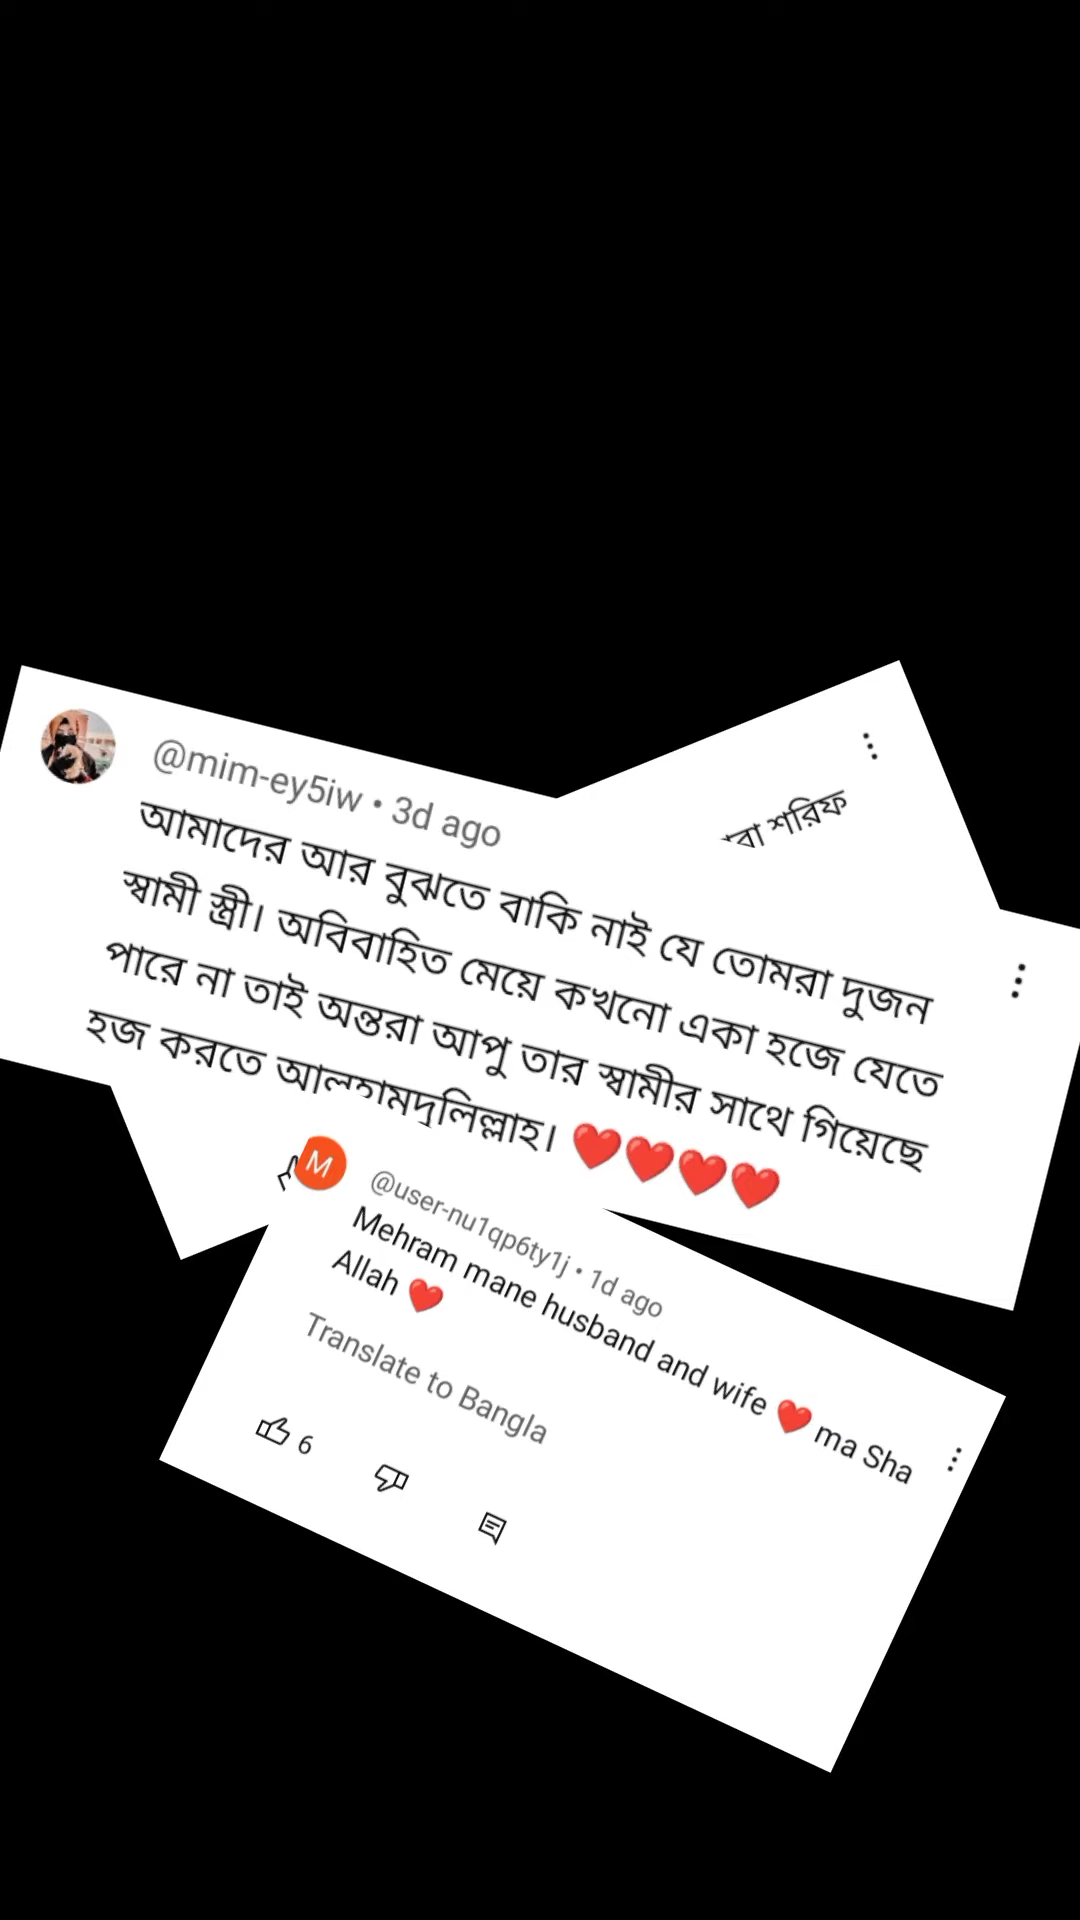 @mim-ey5iw • 3d ago
আমাদের আর বুঝতে বাকি নাই যে তোমরা দুজন
স্বামী স্ত্রী। অবিবাহিত মেয়ে কখনো একা হজে যেতে
পারে না তাই অন্তরা আপু তার স্বামীর সাথে গিয়েছে
হজ করতে আলহামদুলিল্লাহ। ❤️❤️❤️❤️
শরিফ
M
@user-nu1qp6ty1j • 1d ago
Mehram mane husband and wife ❤️ ma Sha
Allah ❤️
Translate to Bangla
6